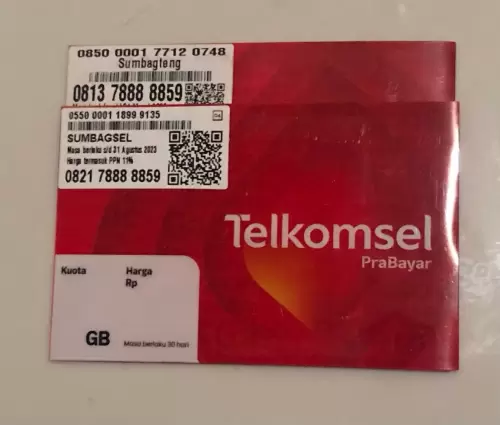 0850 0001 7712 0748
Sumbagteng
0813 7888 8859
0550 0001 1899 9135
SUMBAGSEL
Masa berlaku s/d 31 Agustus 2023
Harga termasuk PPN 11%
0821 7888 8859
Telkomsel
PraBayar
Kuota Harga
Rp
GB Masa berlaku 30 hari